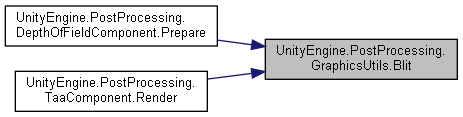 UnityEngine.PostProcessing.
DepthOfFieldComponent.Prepare
UnityEngine.PostProcessing.
GraphicsUtils.Blit
UnityEngine.PostProcessing.
TaaComponent.Render